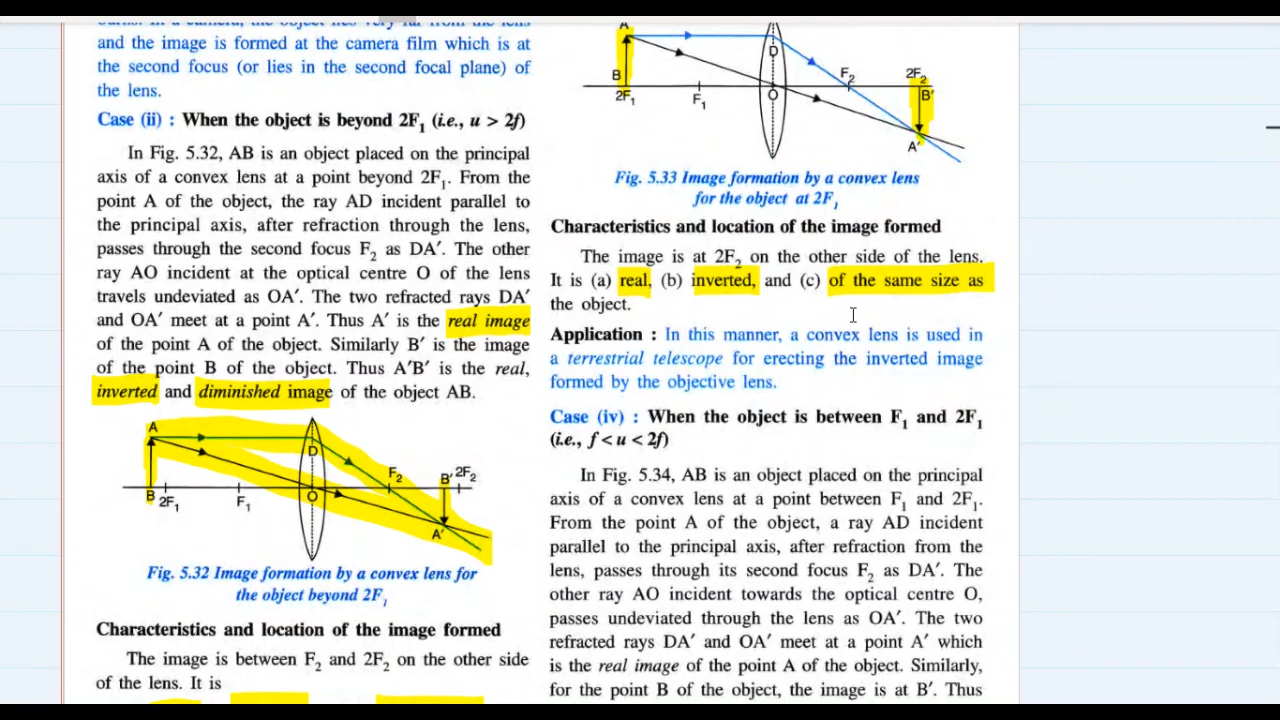 and the image is formed at the camera film which is at
the second focus (or lies in the second focal plane) of
the lens.
Case (ii) : When the object is beyond 2F₁ (i.e., u > 2f)
In Fig. 5.32, AB is an object placed on the principal
axis of a convex lens at a point beyond 2F₁. From the
point A of the object, the ray AD incident parallel to
the principal axis, after refraction through the lens,
passes through the second focus F₂ as DA′. The other
ray AO incident at the optical centre O of the lens
travels undeviated as OA′. The two refracted rays DA′
and OA′ meet at a point A′. Thus A′ is the real image
of the point A of the object. Similarly B′ is the image
of the point B of the object. Thus A′B′ is the real,
inverted and diminished image of the object AB.
A
D
F₂
B′ 2F₂
B 2F₁
F₁
O
A′
Fig. 5.32 Image formation by a convex lens for
the object beyond 2F₁
Characteristics and location of the image formed
The image is between F₂ and 2F₂ on the other side
of the lens. It is
A
D
B
F₂
2F₂
2F₁
F₁
O
B′
A′
Fig. 5.33 Image formation by a convex lens
for the object at 2F₁
Characteristics and location of the image formed
The image is at 2F₂ on the other side of the lens.
It is (a) real, (b) inverted, and (c) of the same size as
the object.
Application : In this manner, a convex lens is used in
a terrestrial telescope for erecting the inverted image
formed by the objective lens.
Case (iv) : When the object is between F₁ and 2F₁
(i.e., f < u < 2f)
In Fig. 5.34, AB is an object placed on the principal
axis of a convex lens at a point between F₁ and 2F₁.
From the point A of the object, a ray AD incident
parallel to the principal axis, after refraction from the
lens, passes through its second focus F₂ as DA′. The
other ray AO incident towards the optical centre O,
passes undeviated through the lens as OA′. The two
refracted rays DA′ and OA′ meet at a point A′ which
is the real image of the point A of the object. Similarly,
for the point B of the object, the image is at B′. Thus